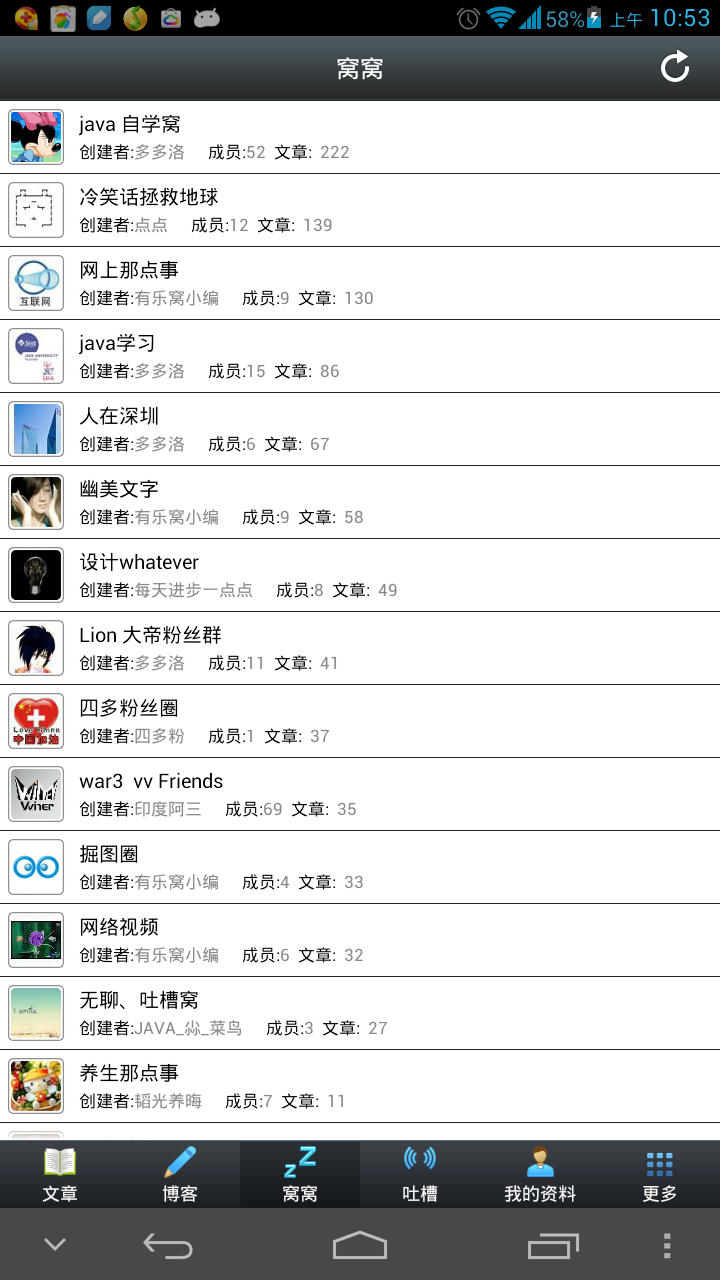 58% 上午 10:53
窝窝
java 自学窝
创建者:多多洛 成员:52 文章: 222
冷笑话拯救地球
创建者:点点 成员:12 文章: 139
互联网
网上那点事
创建者:有乐窝小编 成员:9 文章: 130
java学习
创建者:多多洛 成员:15 文章: 86
人在深圳
创建者:多多洛 成员:6 文章: 67
幽美文字
创建者:有乐窝小编 成员:9 文章: 58
设计whatever
创建者:每天进步一点点 成员:8 文章: 49
Lion 大帝粉丝群
创建者:多多洛 成员:11 文章: 41
Love China
中国加油
四多粉丝圈
创建者:四多粉 成员:1 文章: 37
war3 vv Friends
创建者:印度阿三 成员:69 文章: 35
掘图圈
创建者:有乐窝小编 成员:4 文章: 33
网络视频
创建者:有乐窝小编 成员:6 文章: 32
无聊、吐槽窝
创建者:JAVA_尛_菜鸟 成员:3 文章: 27
养生那点事
创建者:韬光养晦 成员:7 文章: 11
文章 博客 窝窝 吐槽 我的资料 更多